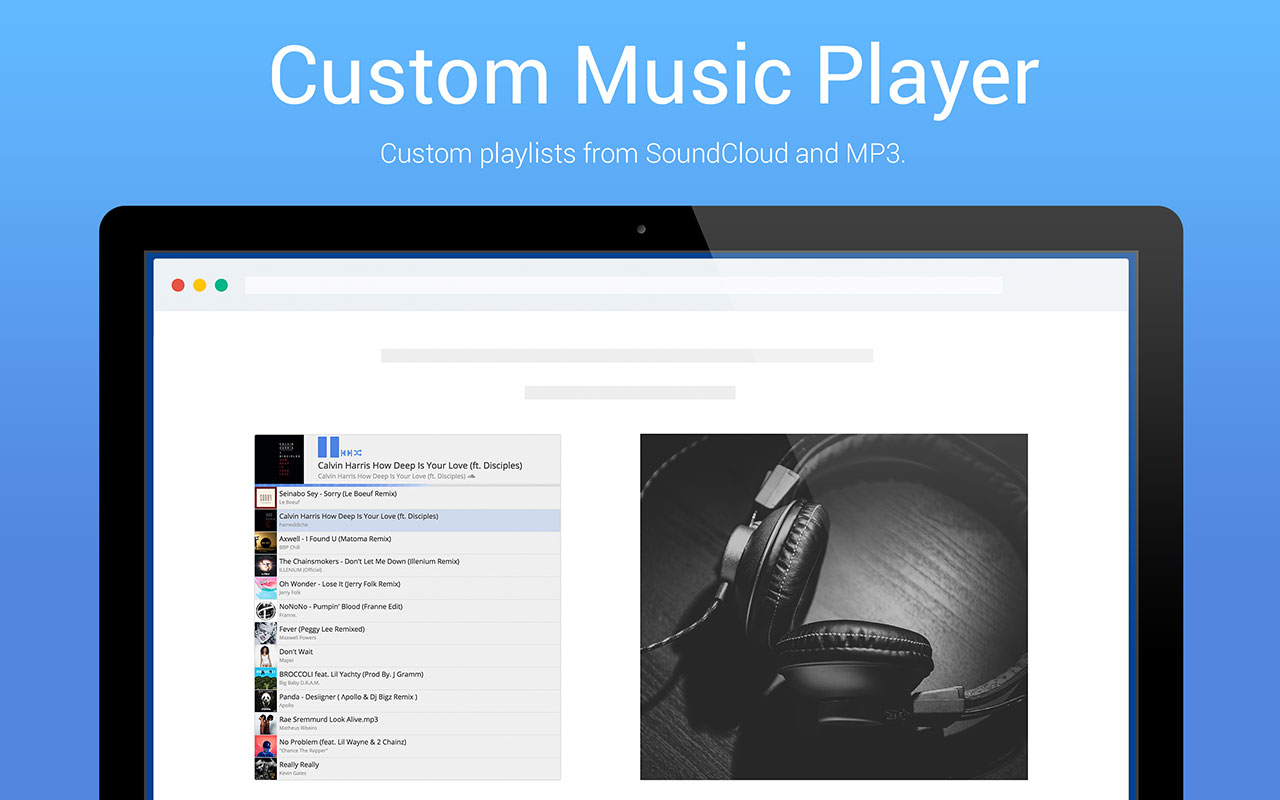 Custom Music Player
Custom playlists from SoundCloud and MP3.
Calvin Harris How Deep Is Your Love (ft. Disciples)
Calvin Harris How Deep Is Your Love (ft. Disciples)
Seinabo Sey - Sorry (Le Boeuf Remix)
Le Boeuf
Calvin Harris How Deep Is Your Love (ft. Disciples)
hameddiche
Axwell - I Found U (Matoma Remix)
BBP Chill
The Chainsmokers - Don't Let Me Down (Illenium Remix)
ILLENIUM (Official)
Oh Wonder - Lose It (Jerry Folk Remix)
Jerry Folk
NoNoNo - Pumpin' Blood (Franne Edit)
Franne.
Fever (Peggy Lee Remixed)
Maxwell Powers
Don't Wait
Mapei
BROCCOLI feat. Lil Yachty (Prod By. J Gramm)
Big Baby D.R.A.M.
Panda - Desiigner ( Apollo & Dj Bigz Remix )
Apollo
Rae Sremmurd Look Alive.mp3
Matheus Ribeiro
No Problem (feat. Lil Wayne & 2 Chainz)
"Chance The Rapper"
Really Really
Kevin Gates